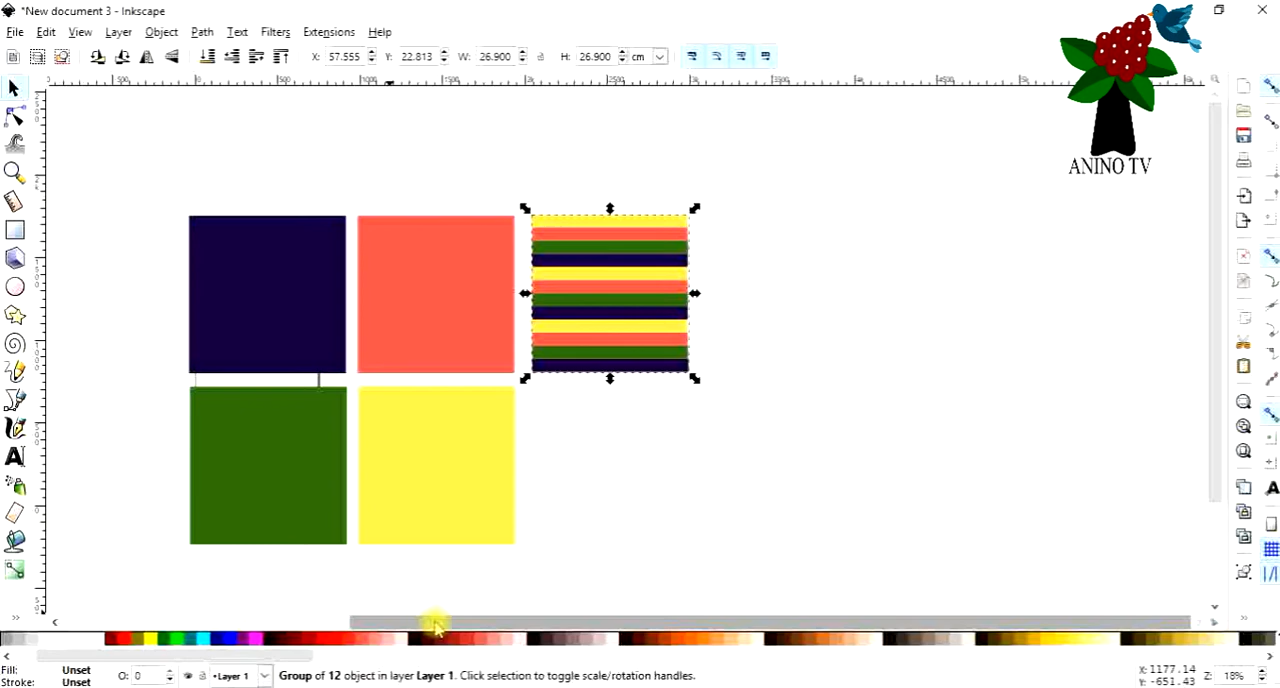 *New document 3 - Inkscape
File Edit View Layer Object Path Text Filters Extensions Help
X: 57.555 Y: 22.813 W: 26.900 H: 26.900 cm
ANINO TV
Fill: Unset O: 0 •Layer 1 Group of 12 object in layer Layer 1. Click selection to toggle scale/rotation handles. X: 1177.14 Z: 18%
Stroke: Unset Y: -651.43